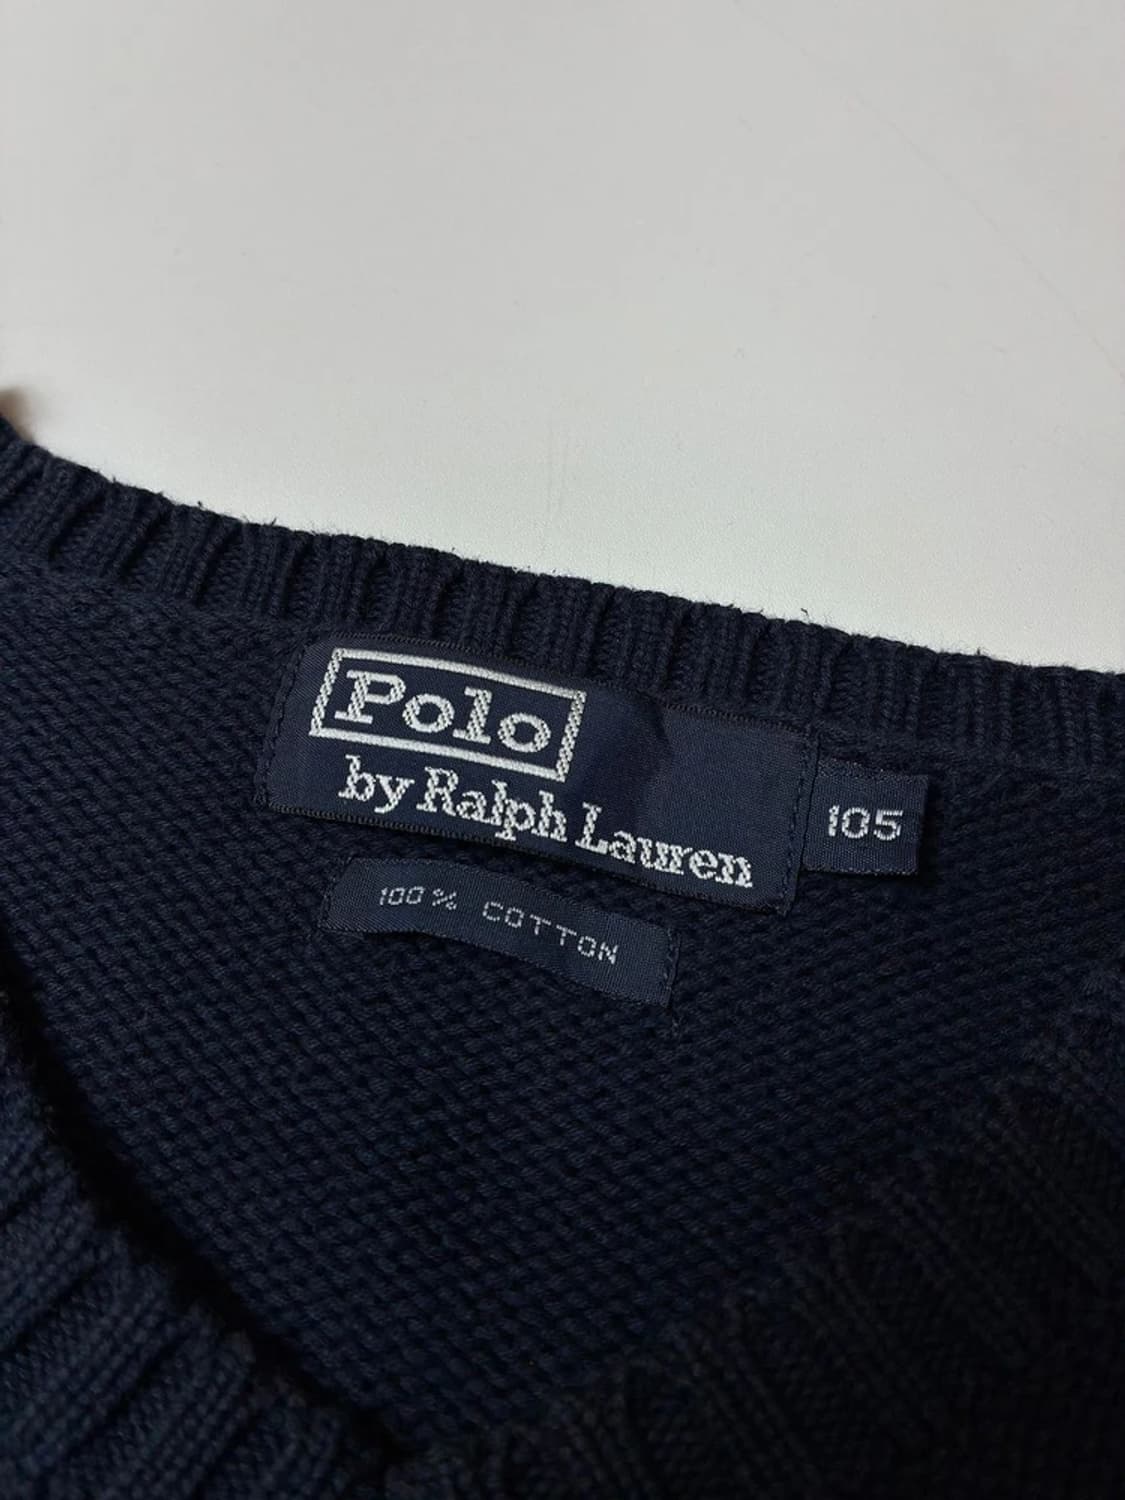 Polo
by Ralph Lauren
105
100% COTTON